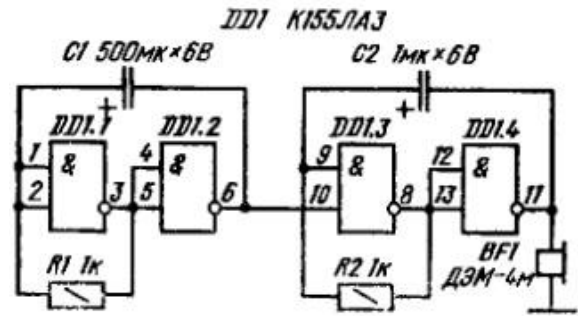 DD1 К155ЛА3
C1 500мк×6В
C2 1мк×6В
+
+
DD1.1
DD1.2
DD1.3
DD1.4
1
&
4
&
9
&
12
&
2
3
5
6
10
8
13
11
R1 1к
R2 1к
BF1
ДЭМ-4м